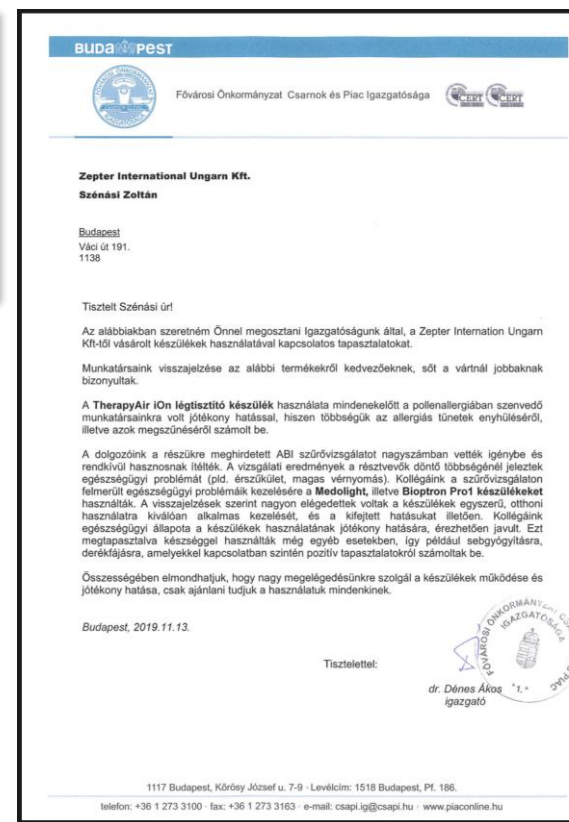 BUDAPEST
Fővárosi Önkormányzat Csarnok és Piac Igazgatósága
CERT CERT
Zepter International Ungarn Kft.
Szénási Zoltán
Budapest
Váci út 191.
1138
Tisztelt Szénási úr!
Az alábbiakban szeretném Önnel megosztani Igazgatóságunk által, a Zepter Internation Ungarn
Kft-től vásárolt készülékek használatával kapcsolatos tapasztalatokat.
Munkatársaink visszajelzése az alábbi termékekről kedvezőeknek, sőt a vártnál jobbaknak
bizonyultak.
A TherapyAir iOn légtisztító készülék használata mindenekelőtt a pollenallergiában szenvedő
munkatársainkra volt jótékony hatással, hiszen többségük az allergiás tünetek enyhüléséről,
illetve azok megszűnéséről számolt be.
A dolgozóink a részükre meghirdetett ABI szűrővizsgálatot nagyszámban vették igénybe és
rendkívül hasznosnak ítélték. A vizsgálati eredmények a résztvevők döntő többségénél jeleztek
egészségügyi problémát (pld. érszűkület, magas vérnyomás). Kollégáink a szűrővizsgálaton
felmerült egészségügyi problémáik kezelésére a Medolight, illetve Bioptron Pro1 készülékeket
használták. A visszajelzések szerint nagyon elégedettek voltak a készülékek egyszerű, otthoni
használatra kiválóan alkalmas kezelését, és a kifejtett hatásukat illetően. Kollégáink
egészségügyi állapota a készülékek használatának jótékony hatására, érezhetően javult. Ezt
megtapasztalva készséggel használták még egyéb esetekben, így például sebgyógyításra,
derékfájásra, amelyekkel kapcsolatban szintén pozitív tapasztalatokról számoltak be.
Összességében elmondhatjuk, hogy nagy megelégedésünkre szolgál a készülékek működése és
jótékony hatása, csak ajánlani tudjuk a használatuk mindenkinek.
Budapest, 2019.11.13.
Tisztelettel:
dr. Dénes Ákos
igazgató
1117 Budapest, Kőrösy József u. 7-9 - Levélcím: 1518 Budapest, Pf. 186.
telefon: +36 1 273 3100 - fax: +36 1 273 3163 - e-mail: csapi.ig@csapi.hu - www.piaconline.hu